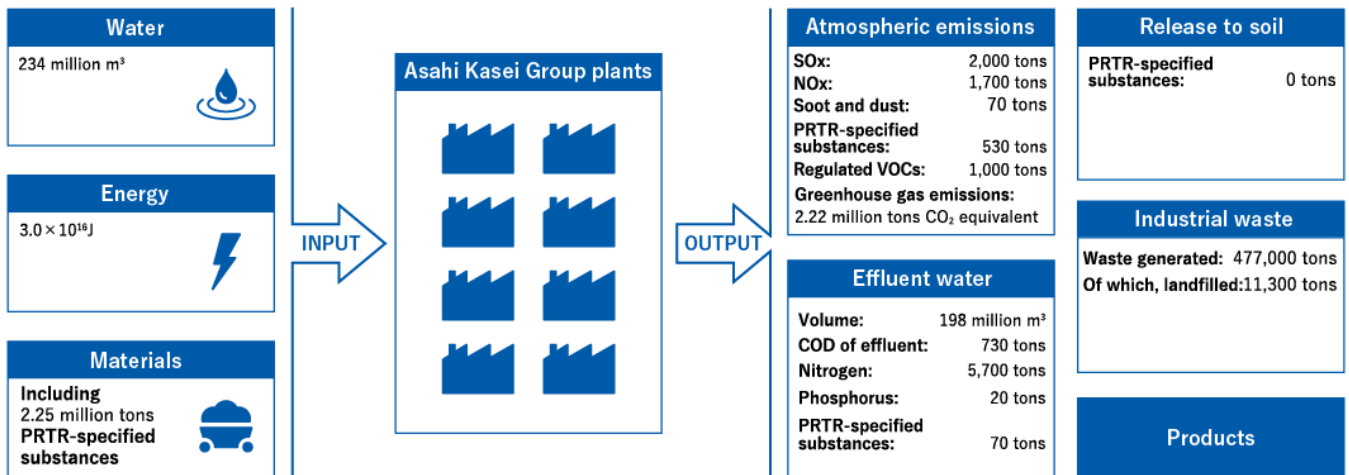 Water
234 million m³
Energy
3.0 × 10¹⁶J
Materials
Including
2.25 million tons
PRTR-specified
substances
INPUT
Asahi Kasei Group plants
OUTPUT
Atmospheric emissions
SOx: 2,000 tons
NOx: 1,700 tons
Soot and dust: 70 tons
PRTR-specified
substances: 530 tons
Regulated VOCs: 1,000 tons
Greenhouse gas emissions:
2.22 million tons CO₂ equivalent
Effluent water
Volume: 198 million m³
COD of effluent: 730 tons
Nitrogen: 5,700 tons
Phosphorus: 20 tons
PRTR-specified
substances: 70 tons
Release to soil
PRTR-specified
substances: 0 tons
Industrial waste
Waste generated: 477,000 tons
Of which, landfilled:11,300 tons
Products